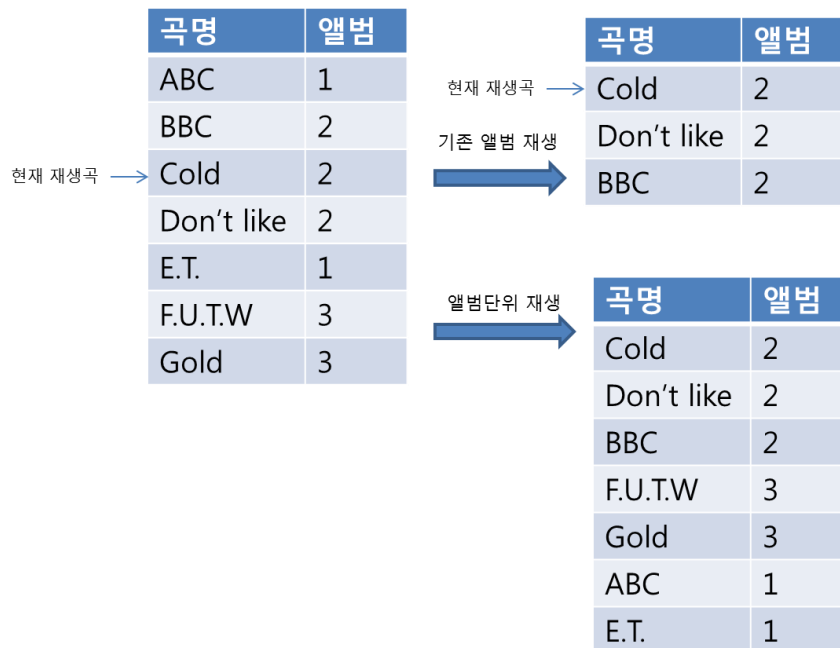 곡명 앨범
ABC 1
BBC 2
현재 재생곡 Cold 2
Don't like 2
E.T. 1
F.U.T.W 3
Gold 3
기존 앨범 재생
곡명 앨범
현재 재생곡 Cold 2
Don't like 2
BBC 2
앨범단위 재생
곡명 앨범
Cold 2
Don't like 2
BBC 2
F.U.T.W 3
Gold 3
ABC 1
E.T. 1